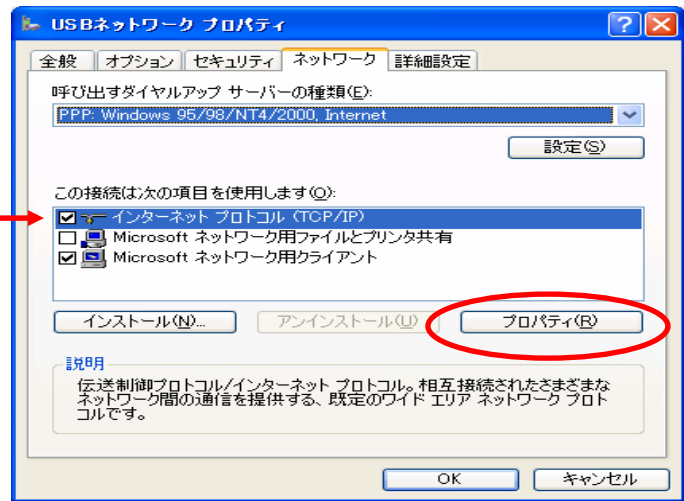 USBネットワーク プロパティ
全般 オプション セキュリティ ネットワーク 詳細設定
呼び出すダイヤルアップ サーバーの種類(E):
PPP: Windows 95/98/NT4/2000, Internet
設定(S)
この接続は次の項目を使用します(O):
インターネット プロトコル (TCP/IP)
Microsoft ネットワーク用ファイルとプリンタ共有
Microsoft ネットワーク用クライアント
インストール(N)... アンインストール(U) プロパティ(R)
説明
伝送制御プロトコル/インターネット プロトコル。相互接続されたさまざまな
ネットワーク間の通信を提供する、既定のワイド エリア ネットワーク プロト
コルです。
OK キャンセル